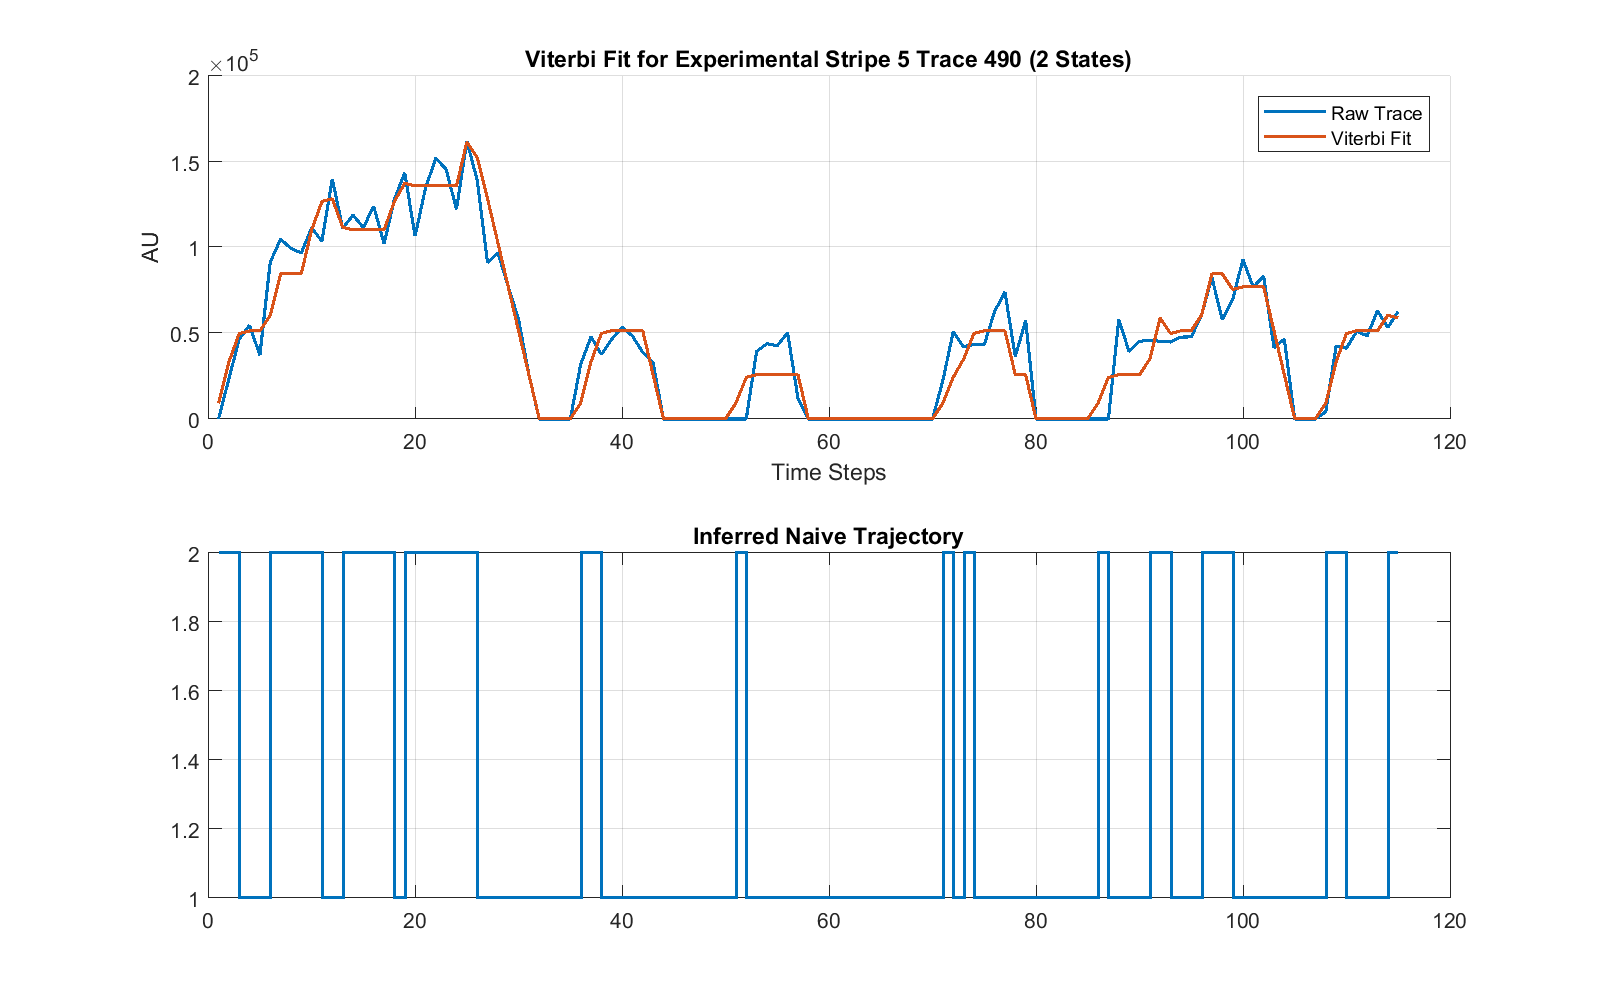 Viterbi Fit for Experimental Stripe 5 Trace 490 (2 States)
×10⁵
2
1.5
1
0.5
0
AU
Raw Trace
Viterbi Fit
0 20 40 60 80 100 120
Time Steps
Inferred Naive Trajectory
2
1.8
1.6
1.4
1.2
1
0 20 40 60 80 100 120